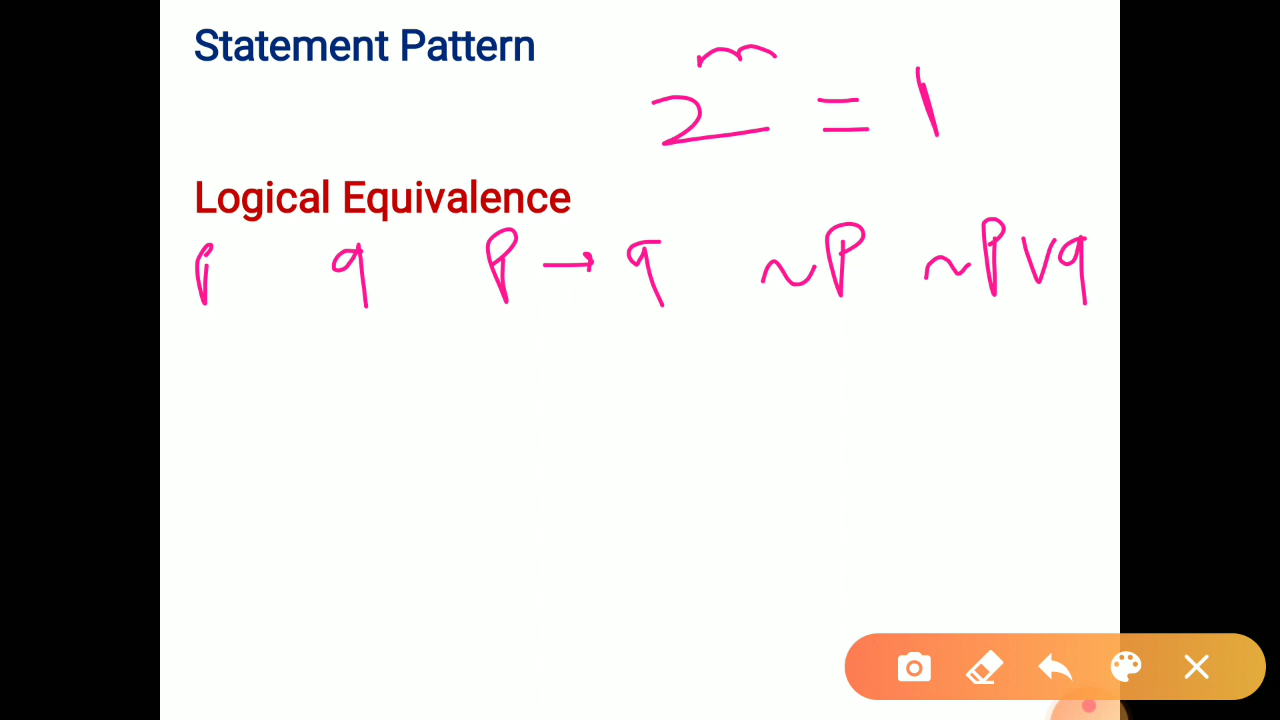 Statement Pattern
2^m = 1
Logical Equivalence
p q p → q ~p ~p ∨ q